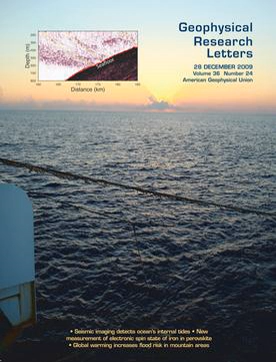 Geophysical
Research
Letters
28 DECEMBER 2009
Volume 36 Number 24
American Geophysical Union
Depth (m)
Seafloor
Distance (km)
• Seismic imaging detects ocean's internal tides • New
measurement of electronic spin state of iron in perovskite
• Global warming increases flood risk in mountain areas